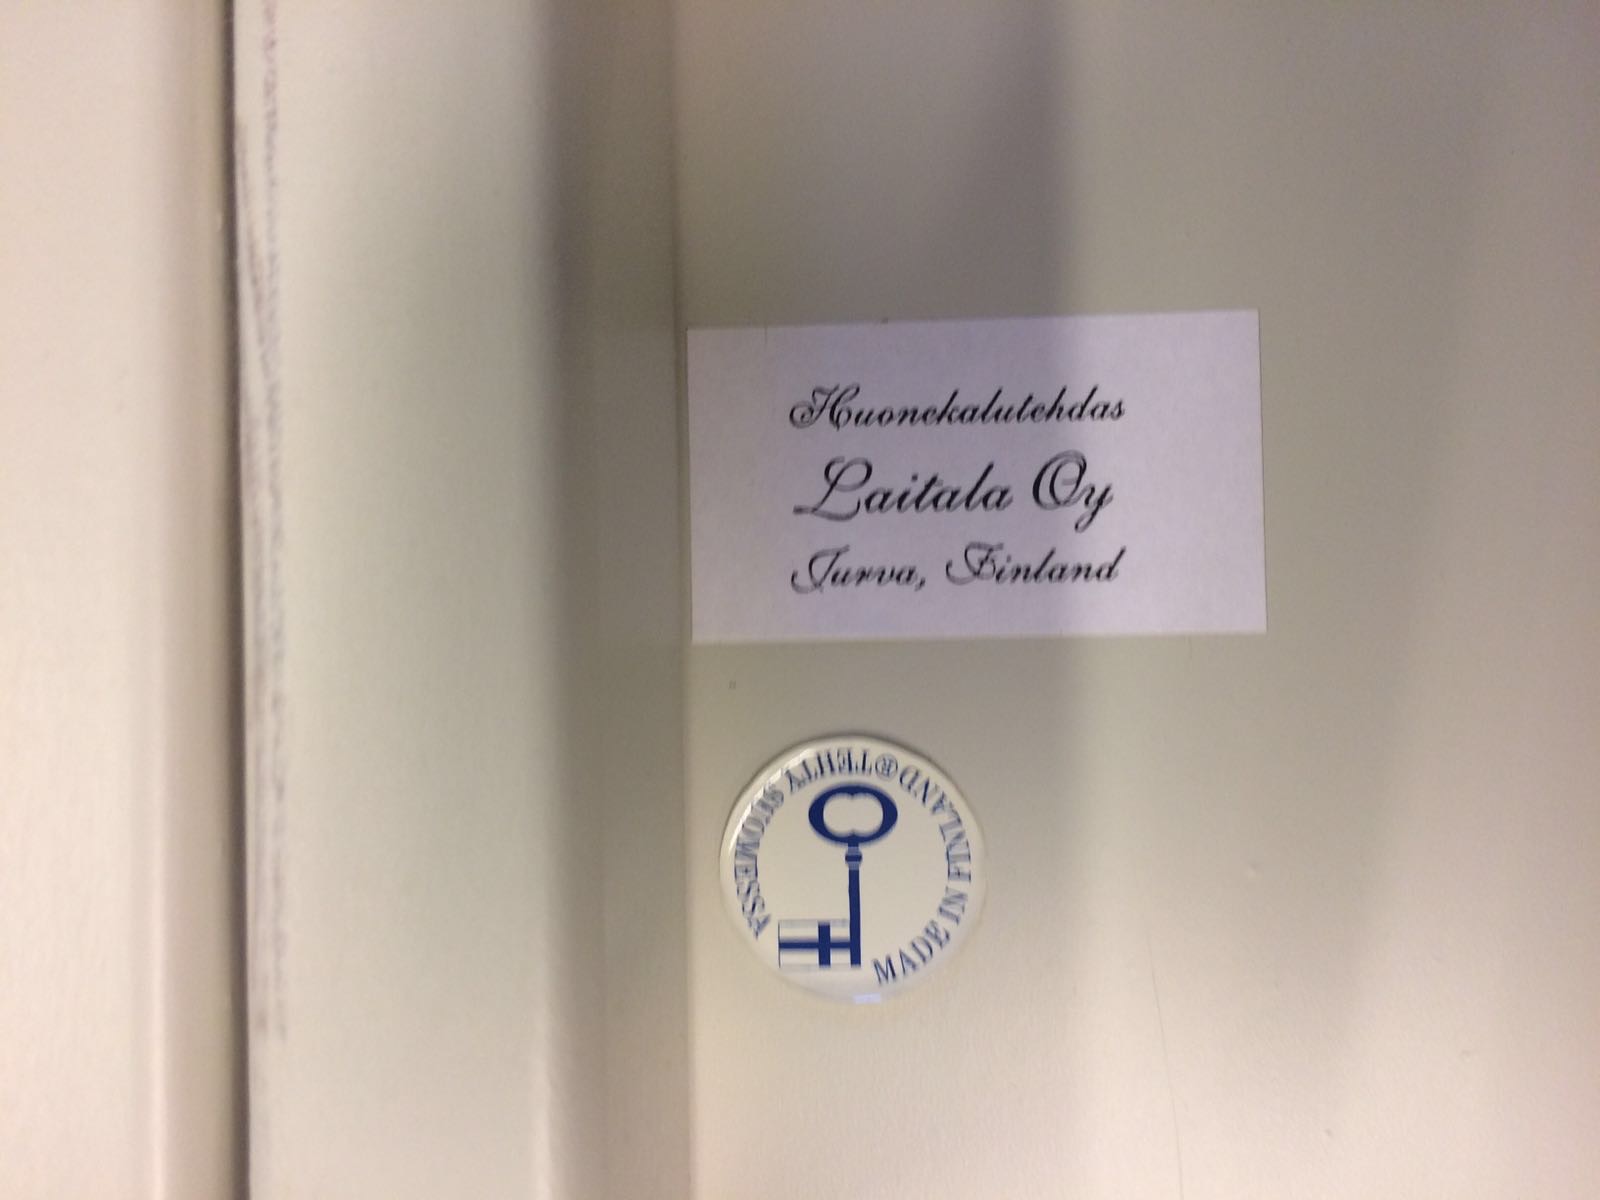 Huonekalutehdas
Laitala Oy
Jurva, Finland
TEHTY SUOMESSA
MADE IN FINLAND®